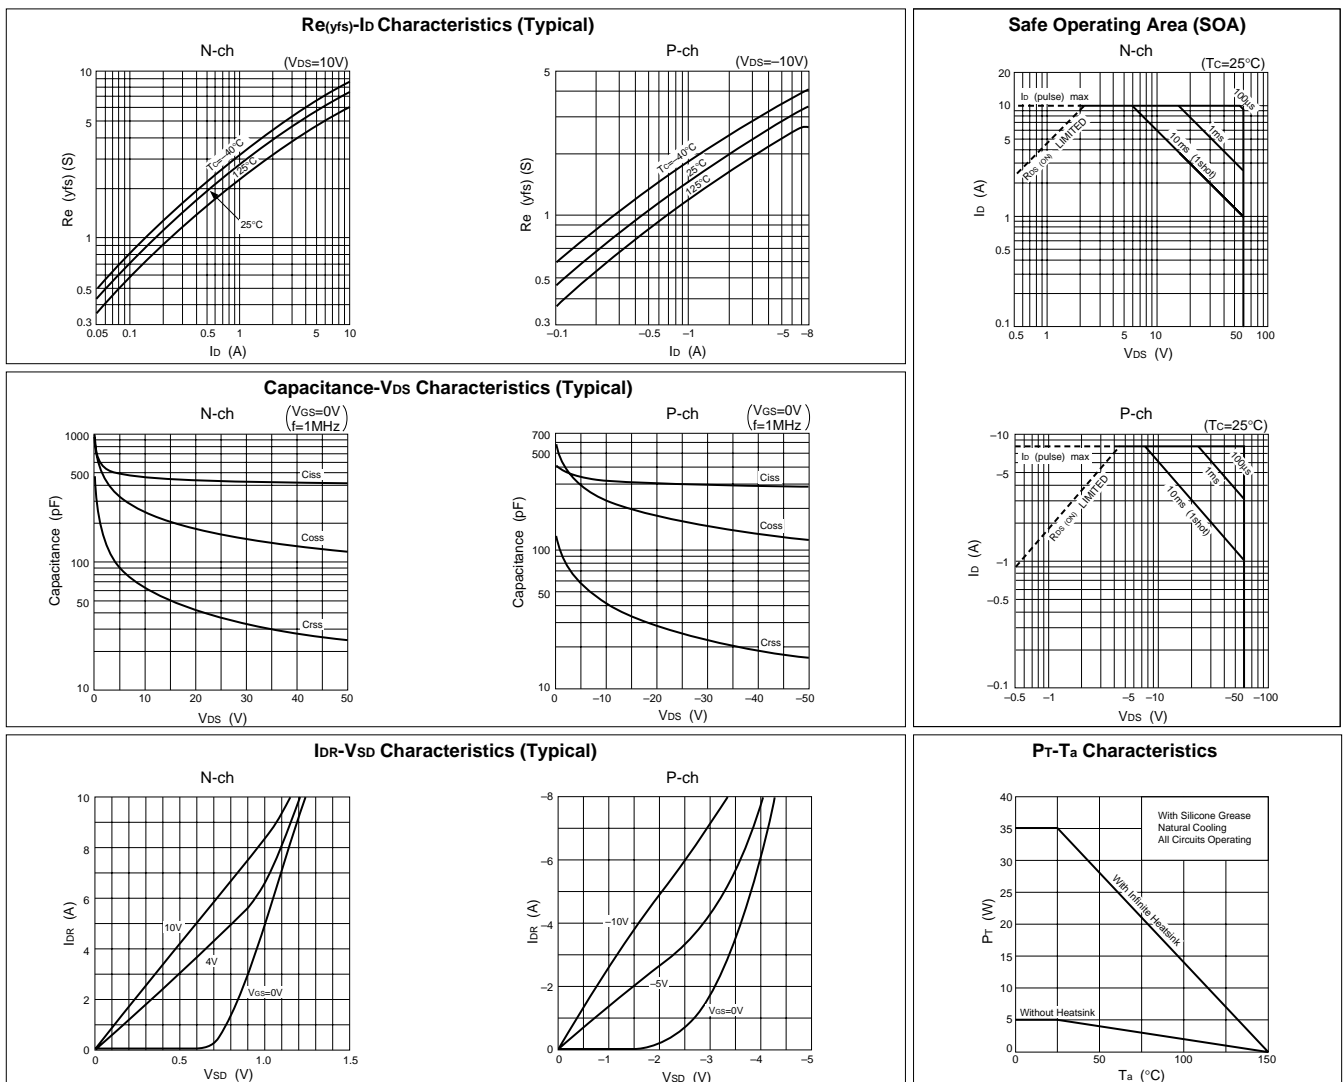 Re(yfs)-ID Characteristics (Typical)
N-ch
(VDS=10V)
10
5
1
0.5
0.3
0.05
0.1
0.5
1
5
10
Re (yfs) (S)
ID (A)
TC=–40°C
125°C
25°C
P-ch
(VDS=–10V)
5
1
0.5
0.3
–0.1
–0.5
–1
–5
–8
Re (yfs) (S)
ID (A)
TC=–40°C
25°C
125°C
Safe Operating Area (SOA)
N-ch
(TC=25°C)
20
10
5
1
0.5
0.1
0.5
1
5
10
50
100
ID (A)
VDS (V)
ID (pulse) max
RDS (ON) LIMITED
100µs
1ms
10ms (1shot)
P-ch
(TC=25°C)
–10
–5
–1
–0.5
–0.1
–0.5
–1
–5
–10
–50
–100
ID (A)
VDS (V)
ID (pulse) max
RDS (ON) LIMITED
100µs
1ms
10ms (1shot)
Capacitance-VDS Characteristics (Typical)
N-ch
(VGS=0V
f=1MHz)
1000
500
100
50
10
0
10
20
30
40
50
Capacitance (pF)
VDS (V)
Ciss
Coss
Crss
P-ch
(VGS=0V
f=1MHz)
700
500
100
50
10
0
–10
–20
–30
–40
–50
Capacitance (pF)
VDS (V)
Ciss
Coss
Crss
IDR-VSD Characteristics (Typical)
N-ch
10
8
6
4
2
0
0
0.5
1.0
1.5
IDR (A)
VSD (V)
10V
4V
VGS=0V
P-ch
–8
–6
–4
–2
0
0
–1
–2
–3
–4
–5
IDR (A)
VSD (V)
–10V
–5V
VGS=0V
PT-Ta Characteristics
40
35
30
25
20
15
10
5
0
0
50
100
150
PT (W)
Ta (°C)
With Silicone Grease
Natural Cooling
All Circuits Operating
With Infinite Heatsink
Without Heatsink